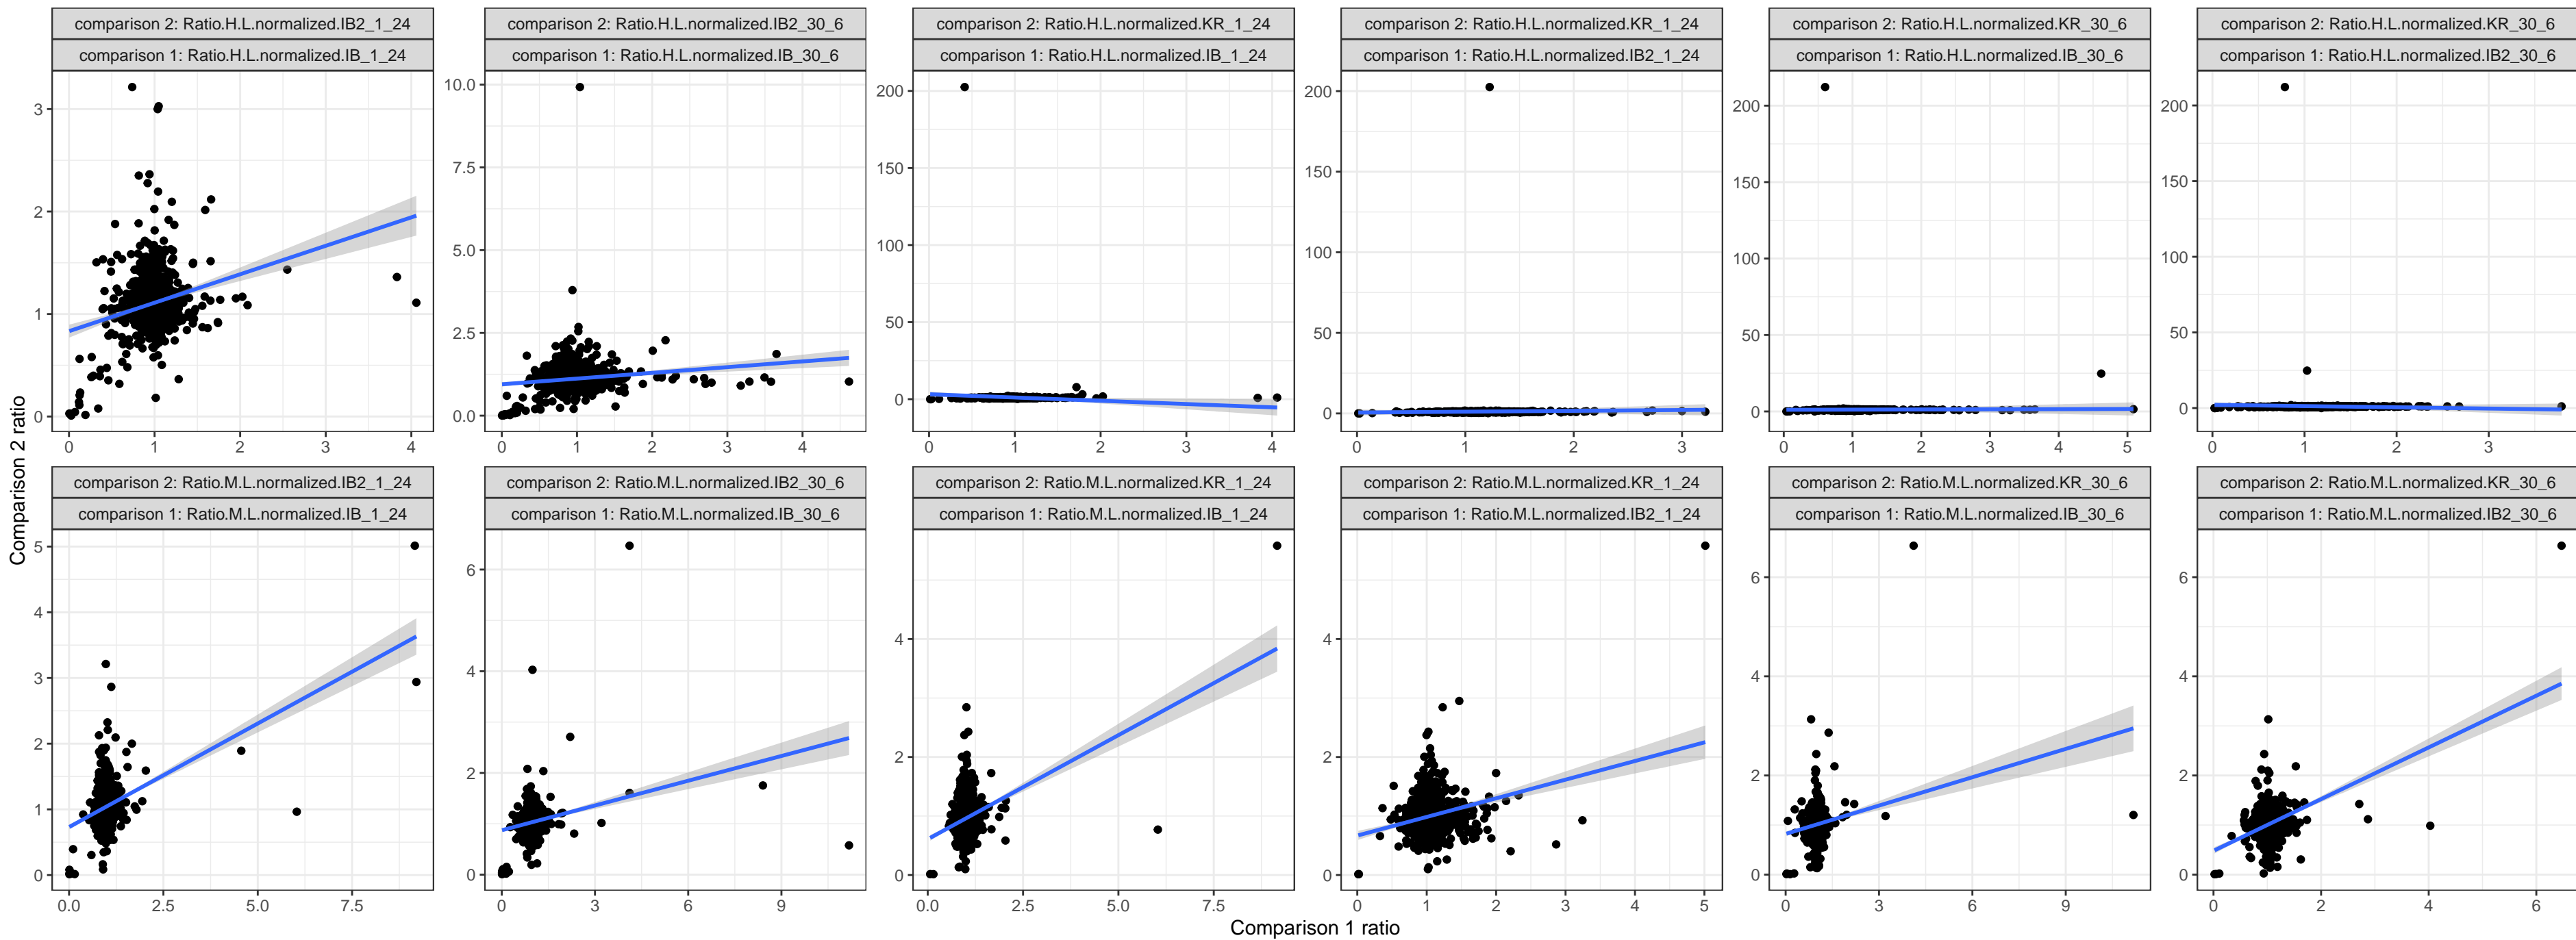 comparison 2: Ratio.H.L.normalized.IB2_1_24
comparison 1: Ratio.H.L.normalized.IB_1_24
3
2
1
0
0 1 2 3 4
comparison 2: Ratio.H.L.normalized.IB2_30_6
comparison 1: Ratio.H.L.normalized.IB_30_6
10.0
7.5
5.0
2.5
0.0
0 1 2 3 4
comparison 2: Ratio.H.L.normalized.KR_1_24
comparison 1: Ratio.H.L.normalized.IB_1_24
200
150
100
50
0
0 1 2 3 4
comparison 2: Ratio.H.L.normalized.KR_1_24
comparison 1: Ratio.H.L.normalized.IB2_1_24
200
150
100
50
0
0 1 2 3
comparison 2: Ratio.H.L.normalized.KR_30_6
comparison 1: Ratio.H.L.normalized.IB_30_6
200
150
100
50
0
0 1 2 3 4 5
comparison 2: Ratio.H.L.normalized.KR_30_6
comparison 1: Ratio.H.L.normalized.IB2_30_6
200
150
100
50
0
0 1 2 3
Comparison 2 ratio
comparison 2: Ratio.M.L.normalized.IB2_1_24
comparison 1: Ratio.M.L.normalized.IB_1_24
5
4
3
2
1
0
0.0 2.5 5.0 7.5
comparison 2: Ratio.M.L.normalized.IB2_30_6
comparison 1: Ratio.M.L.normalized.IB_30_6
6
4
2
0
0 3 6 9
comparison 2: Ratio.M.L.normalized.KR_1_24
comparison 1: Ratio.M.L.normalized.IB_1_24
4
2
0
0.0 2.5 5.0 7.5
comparison 2: Ratio.M.L.normalized.KR_1_24
comparison 1: Ratio.M.L.normalized.IB2_1_24
4
2
0
0 1 2 3 4 5
comparison 2: Ratio.M.L.normalized.KR_30_6
comparison 1: Ratio.M.L.normalized.IB_30_6
6
4
2
0
0 3 6 9
comparison 2: Ratio.M.L.normalized.KR_30_6
comparison 1: Ratio.M.L.normalized.IB2_30_6
6
4
2
0
0 2 4 6
Comparison 1 ratio